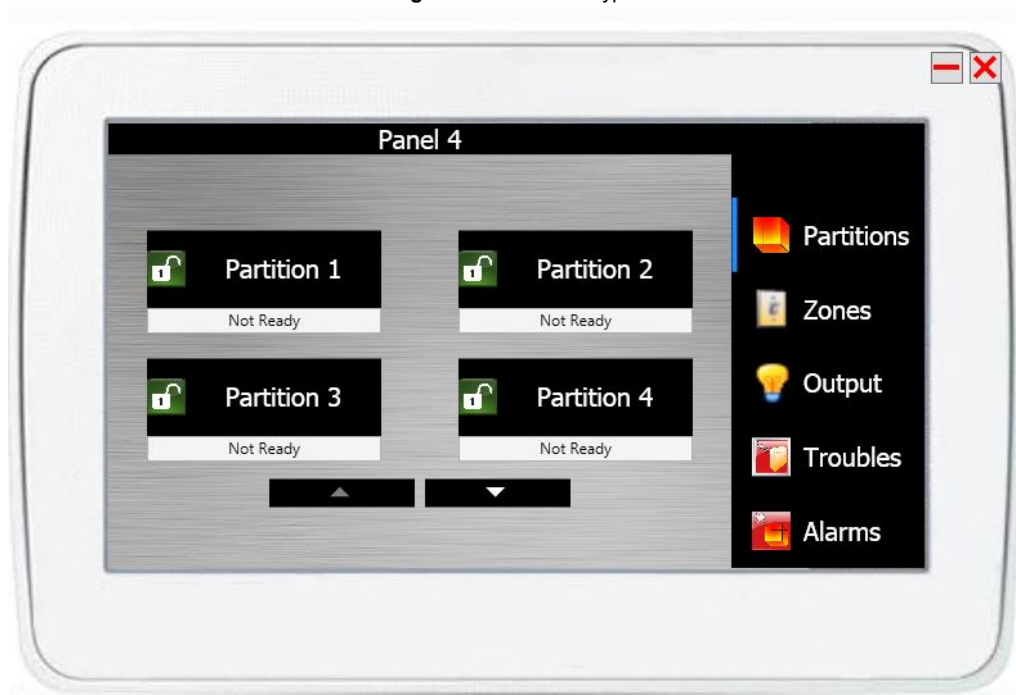 Panel 4
Partition 1
Partition 2
Not Ready
Not Ready
Partition 3
Partition 4
Not Ready
Not Ready
Partitions
Zones
Output
Troubles
Alarms